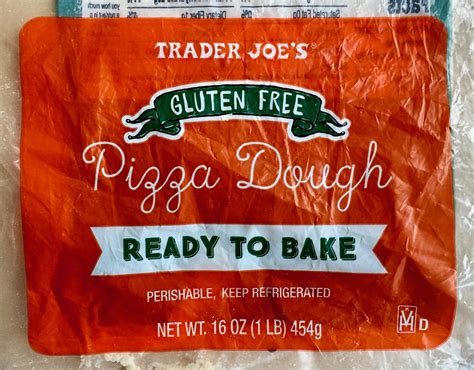 TRADER JOE'S®
GLUTEN FREE
Pizza Dough
READY TO BAKE
PERISHABLE, KEEP REFRIGERATED
NET WT. 16 OZ (1 LB) 454g
D